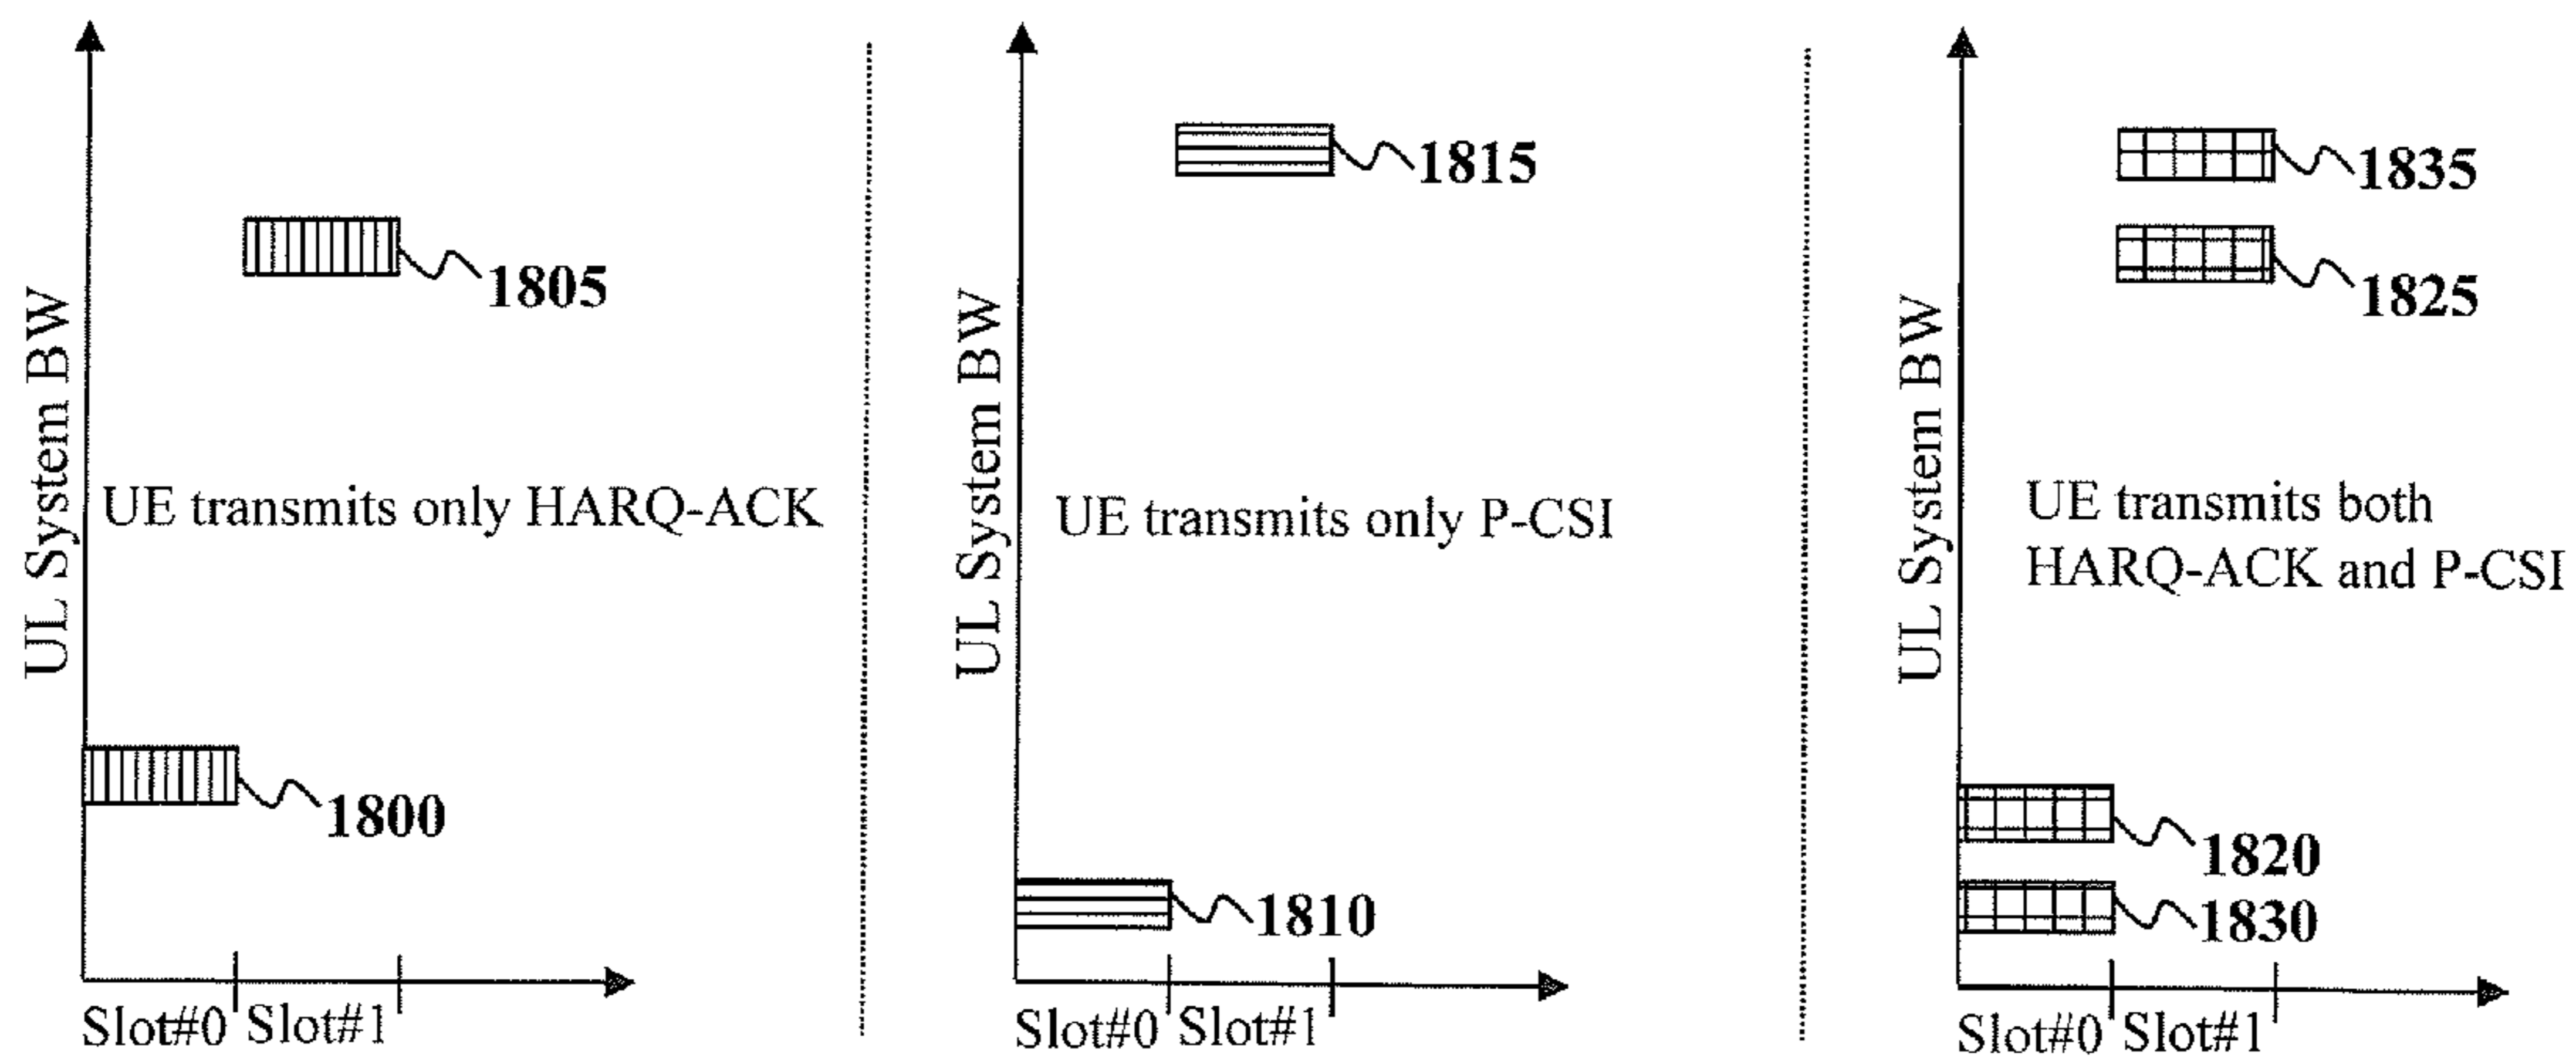 UL System BW
1805
UE transmits only HARQ-ACK
1800
Slot#0 Slot#1
UL System BW
1815
UE transmits only P-CSI
1810
Slot#0 Slot#1
UL System BW
1835
1825
UE transmits both
HARQ-ACK and P-CSI
1820
1830
Slot#0 Slot#1